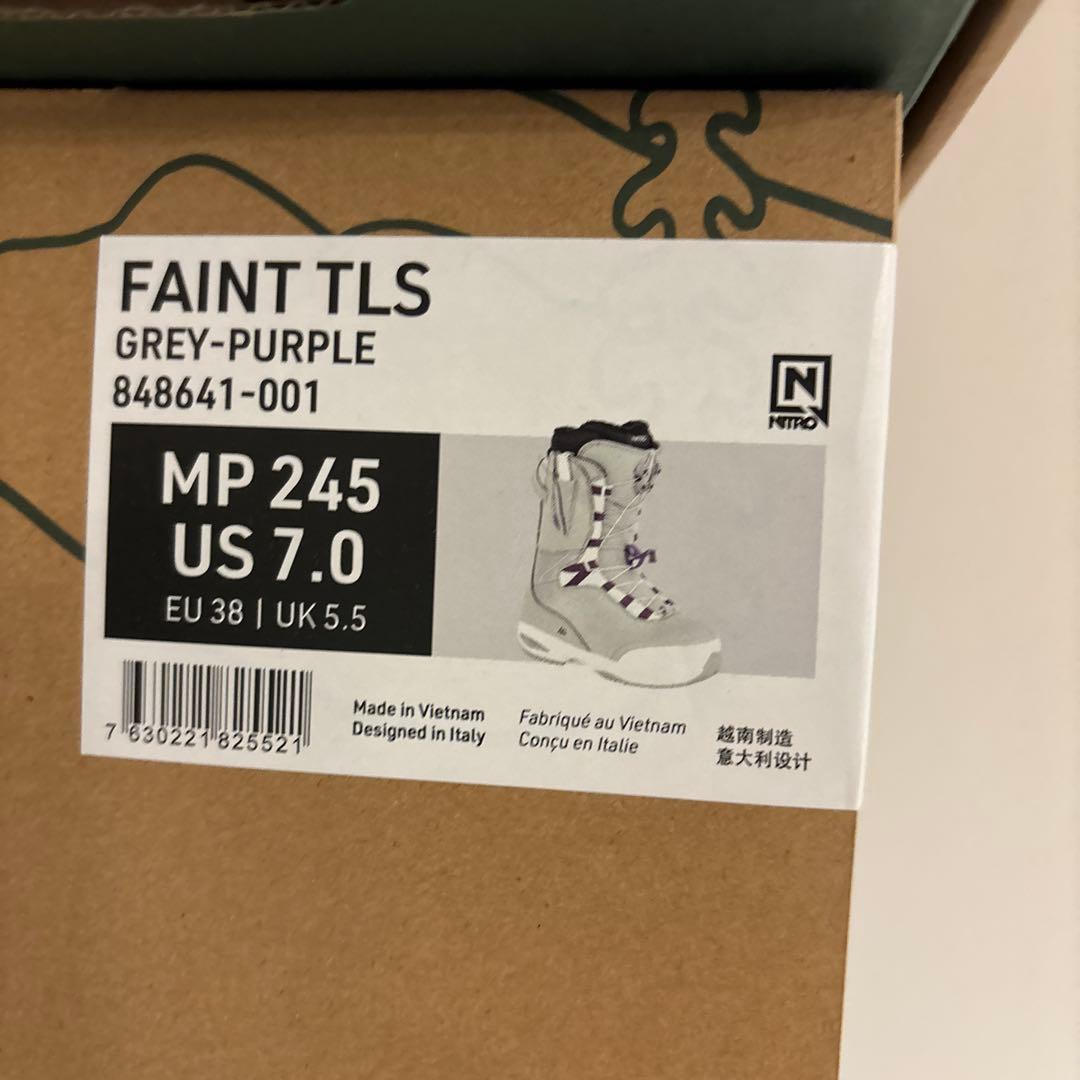 FAINT TLS
GREY-PURPLE
848641-001
NITRO
MP 245
US 7.0
EU 38 | UK 5.5
7 630221 825521
Made in Vietnam
Designed in Italy
Fabriqué au Vietnam
Conçu en Italie
越南制造
意大利设计